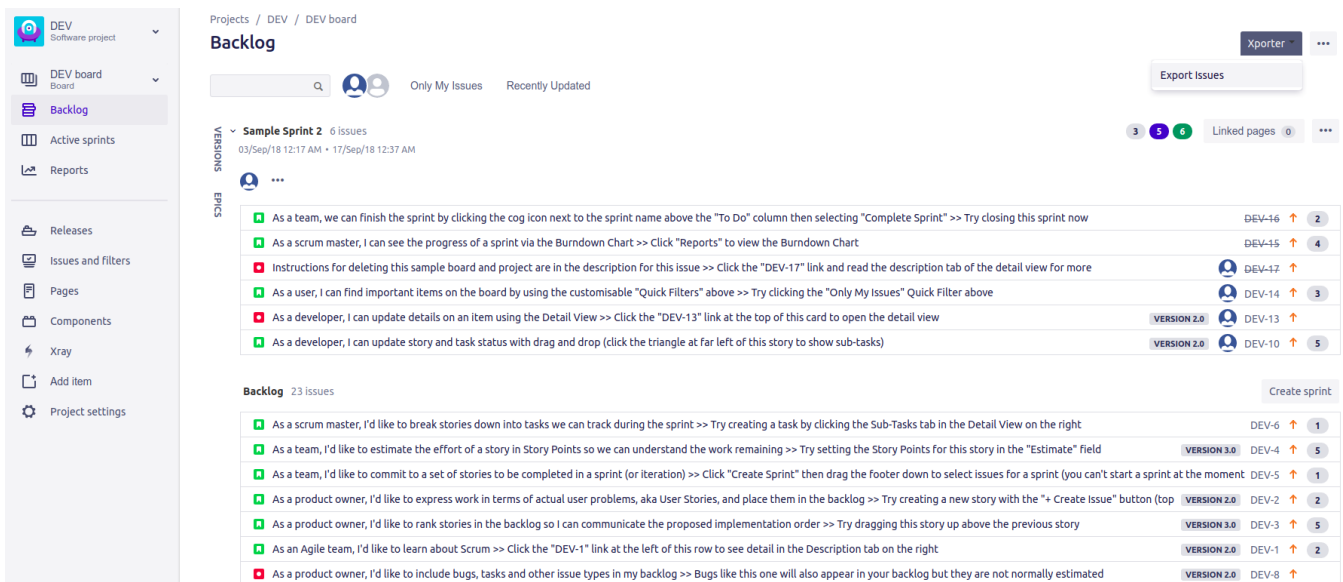 DEV
Software project
DEV board
Board
Backlog
Active sprints
Reports
Releases
Issues and filters
Pages
Components
Xray
Add item
Project settings
Projects / DEV / DEV board
Backlog
Xporter
Export Issues
Only My Issues Recently Updated
VERSIONS
EPICS
Sample Sprint 2 6 issues 3 5 6 Linked pages 0
03/Sep/18 12:17 AM • 17/Sep/18 12:37 AM
As a team, we can finish the sprint by clicking the cog icon next to the sprint name above the "To Do" column then selecting "Complete Sprint" >> Try closing this sprint now DEV-16 2
As a scrum master, I can see the progress of a sprint via the Burndown Chart >> Click "Reports" to view the Burndown Chart DEV-15 4
Instructions for deleting this sample board and project are in the description for this issue >> Click the "DEV-17" link and read the description tab of the detail view for more DEV-17
As a user, I can find important items on the board by using the customisable "Quick Filters" above >> Try clicking the "Only My Issues" Quick Filter above DEV-14 3
As a developer, I can update details on an item using the Detail View >> Click the "DEV-13" link at the top of this card to open the detail view VERSION 2.0 DEV-13
As a developer, I can update story and task status with drag and drop (click the triangle at far left of this story to show sub-tasks) VERSION 2.0 DEV-10 5
Backlog 23 issues Create sprint
As a scrum master, I'd like to break stories down into tasks we can track during the sprint >> Try creating a task by clicking the Sub-Tasks tab in the Detail View on the right DEV-6 1
As a team, I'd like to estimate the effort of a story in Story Points so we can understand the work remaining >> Try setting the Story Points for this story in the "Estimate" field VERSION 3.0 DEV-4 5
As a team, I'd like to commit to a set of stories to be completed in a sprint (or iteration) >> Click "Create Sprint" then drag the footer down to select issues for a sprint (you can't start a sprint at the moment DEV-5 1
As a product owner, I'd like to express work in terms of actual user problems, aka User Stories, and place them in the backlog >> Try creating a new story with the "+ Create Issue" button (top VERSION 2.0 DEV-2 2
As a product owner, I'd like to rank stories in the backlog so I can communicate the proposed implementation order >> Try dragging this story up above the previous story VERSION 3.0 DEV-3 5
As an Agile team, I'd like to learn about Scrum >> Click the "DEV-1" link at the left of this row to see detail in the Description tab on the right VERSION 2.0 DEV-1 2
As a product owner, I'd like to include bugs, tasks and other issue types in my backlog >> Bugs like this one will also appear in your backlog but they are not normally estimated VERSION 2.0 DEV-8